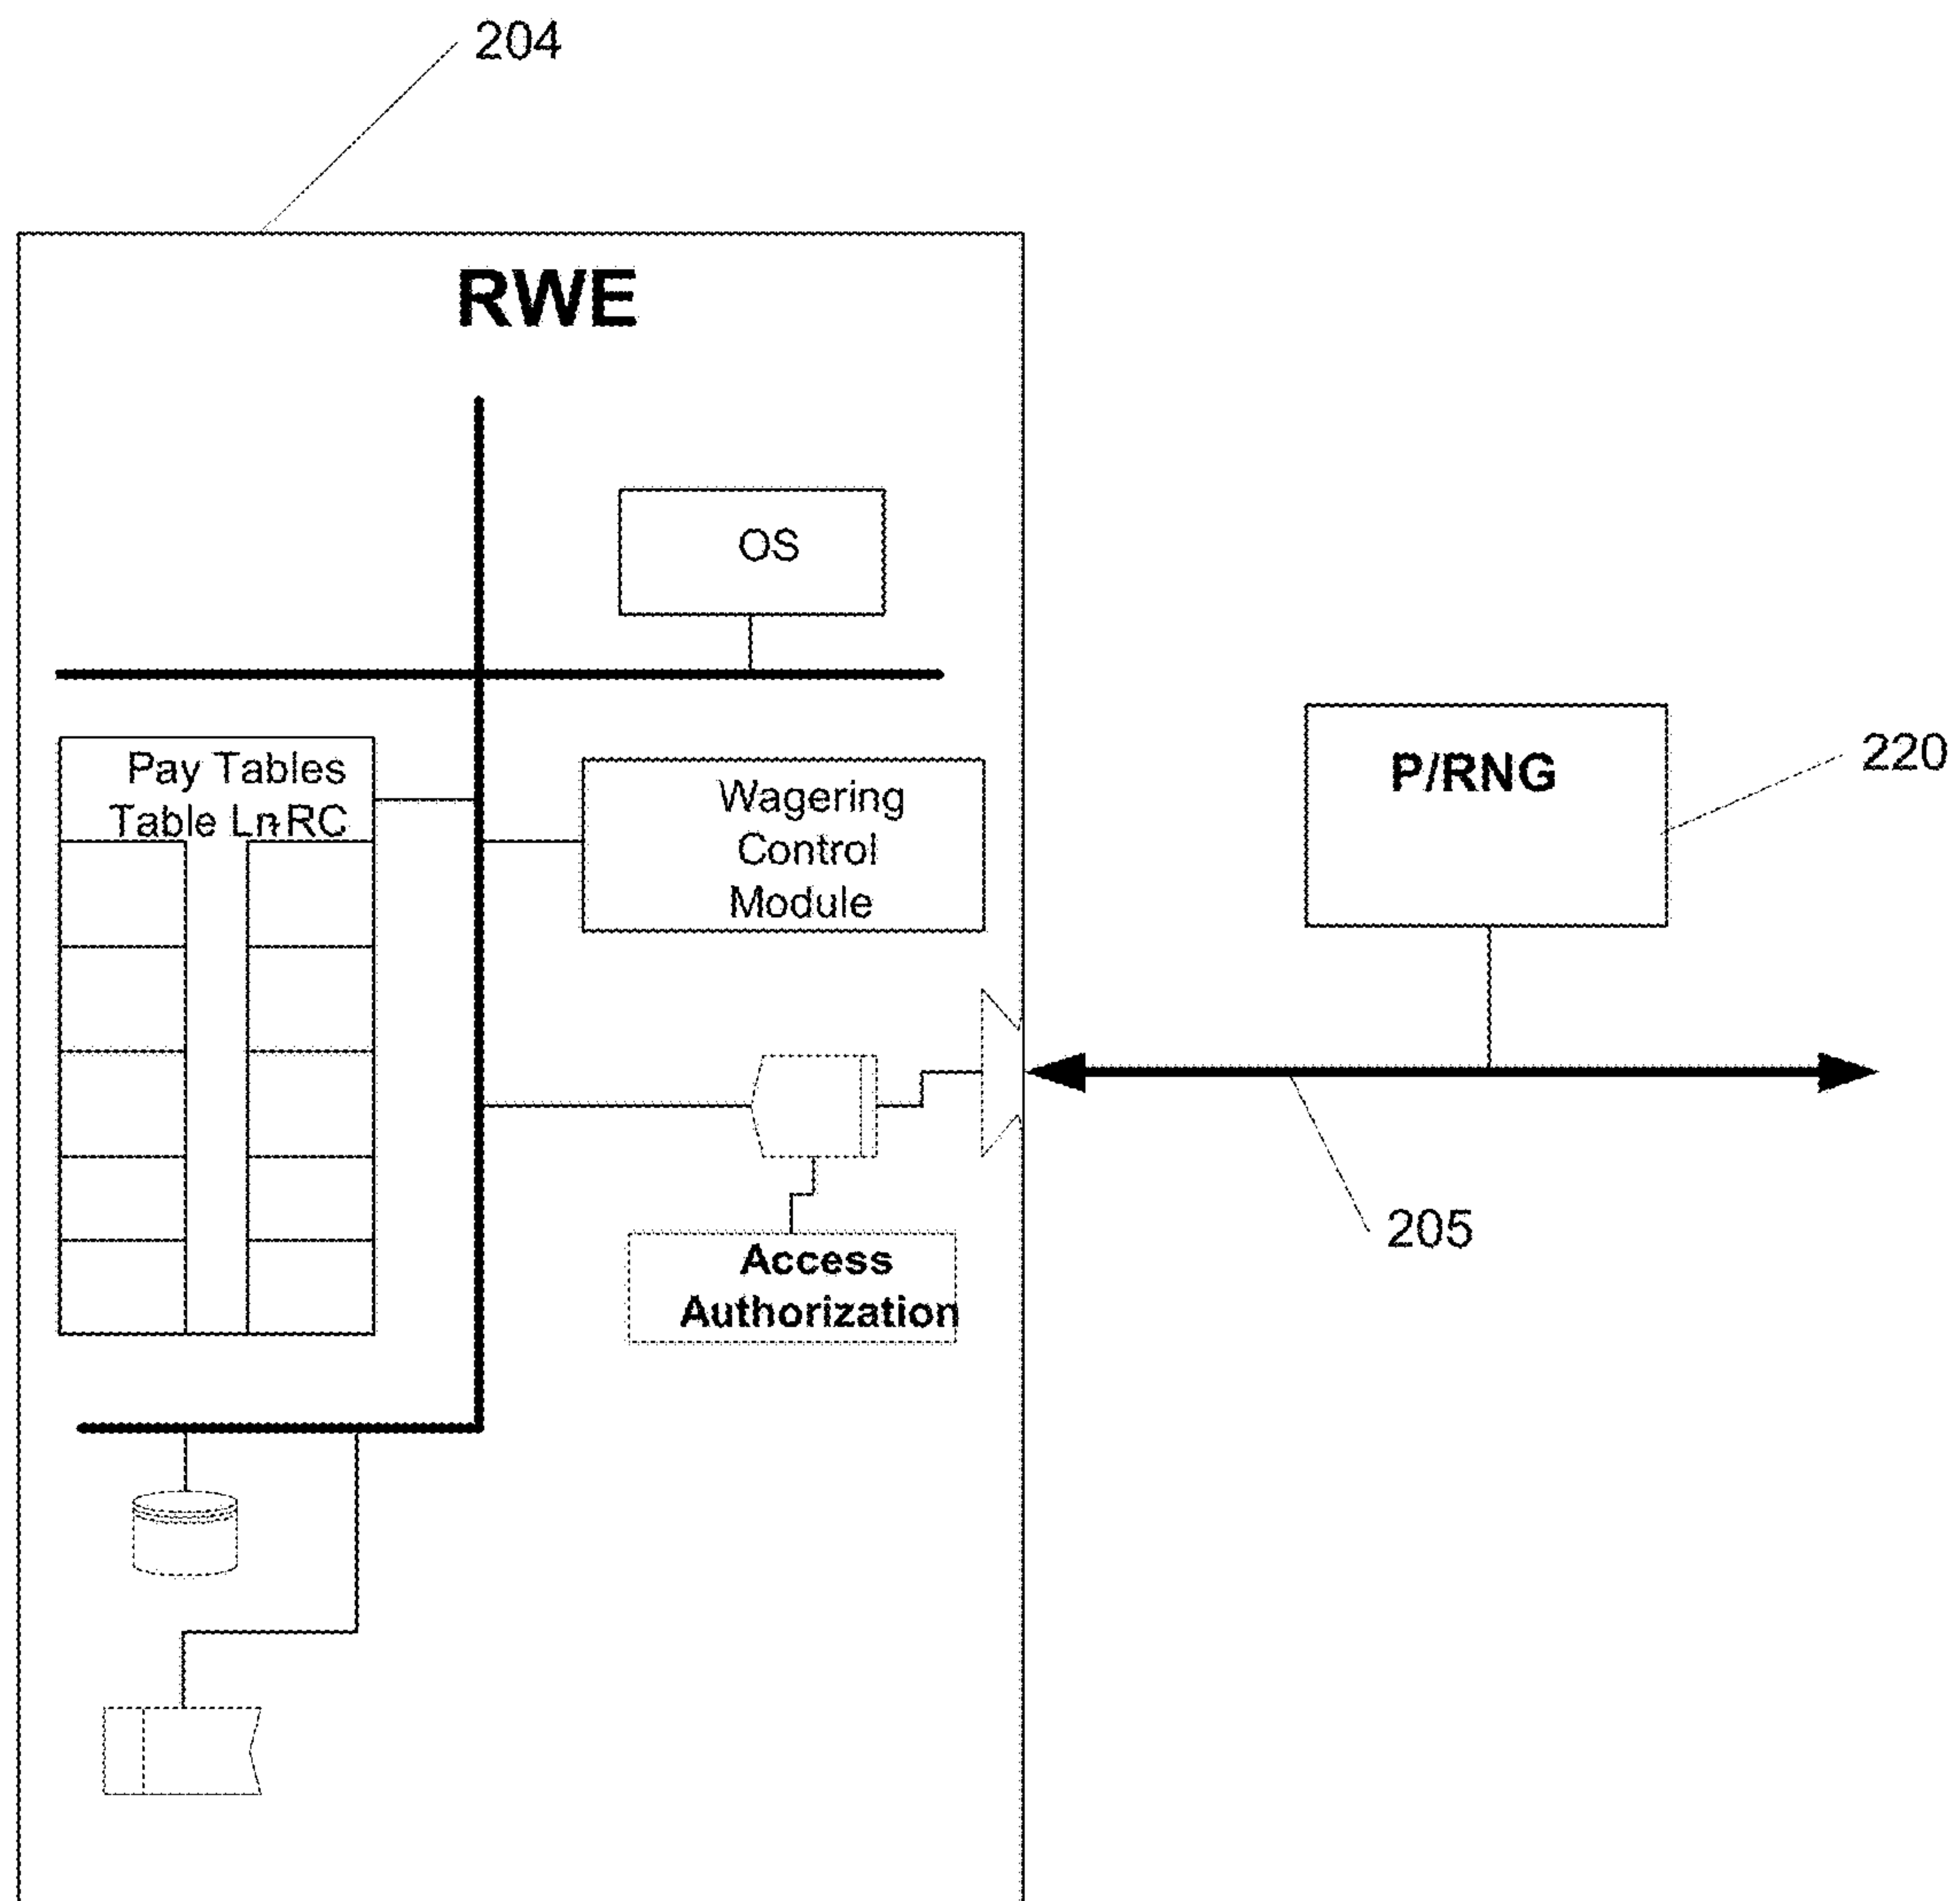 204
RWE
OS
Pay Tables
Table Ln-RC
Wagering
Control
Module
P/RNG
220
205
Access
Authorization